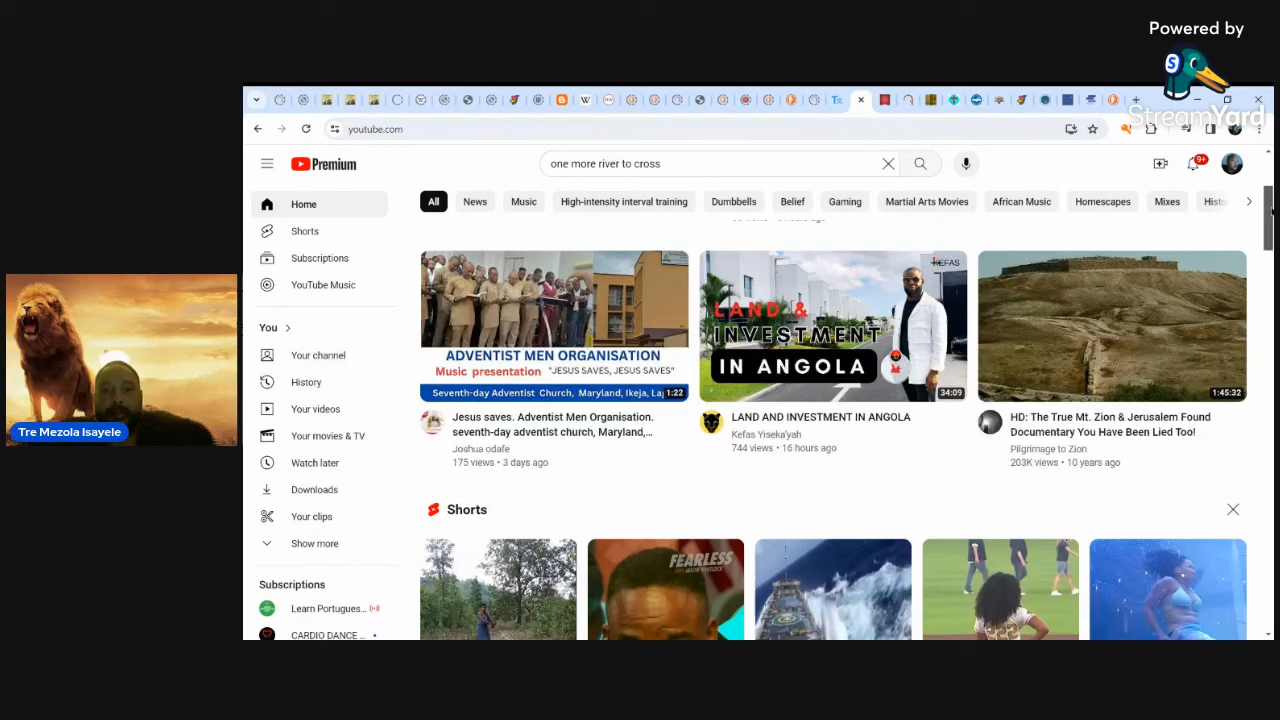 Powered by
StreamYard
youtube.com
Premium
one more river to cross
9+
Home
Shorts
Subscriptions
YouTube Music
You
Your channel
History
Your videos
Your movies & TV
Watch later
Downloads
Your clips
Show more
Subscriptions
Learn Portugues...
CARDIO DANCE ...
All
News
Music
High-intensity interval training
Dumbbells
Belief
Gaming
Martial Arts Movies
African Music
Homescapes
Mixes
ADVENTIST MEN ORGANISATION
Music presentation "JESUS SAVES, JESUS SAVES"
Seventh-day Adventist Church, Maryland, Ikeja, La
1:22
Jesus saves. Adventist Men Organisation.
seventh-day adventist church, Maryland,...
Joshua odafe
175 views • 3 days ago
KEFAS
LAND &
INVESTMENT
IN ANGOLA
34:09
LAND AND INVESTMENT IN ANGOLA
Kefas Yiseka'yah
744 views • 16 hours ago
1:45:32
HD: The True Mt. Zion & Jerusalem Found
Documentary You Have Been Lied Too!
Pilgrimage to Zion
203K views • 10 years ago
Shorts
FEARLESS
Tre Mezola Isayele